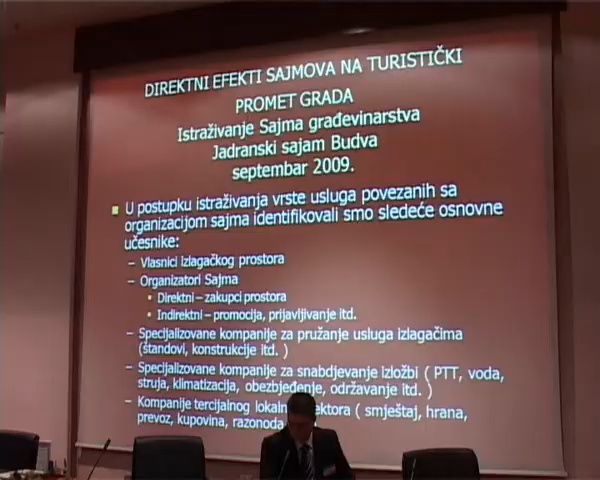 DIREKTNI EFEKTI SAJMOVA NA TURISTIČKI
PROMET GRADA
Istraživanje Sajma građevinarstva
Jadranski sajam Budva
septembar 2009.
U postupku istraživanja vrste usluga povezanih sa
organizacijom sajma identifikovali smo sledeće osnovne
učesnike:
– Vlasnici izlagačkog prostora
– Organizatori Sajma
• Direktni – zakupci prostora
• Indirektni – promocija, prijavljivanje itd.
– Specijalizovane kompanije za pružanje usluga izlagačima
(štandovi, konstrukcije itd. )
– Specijalizovane kompanije za snabdjevanje izložbi ( PTT, voda,
struja, klimatizacija, obezbjeđenje, održavanje itd. )
– Kompanije tercijalnog ( smještaj, hrana,
prevoz, kupovina,